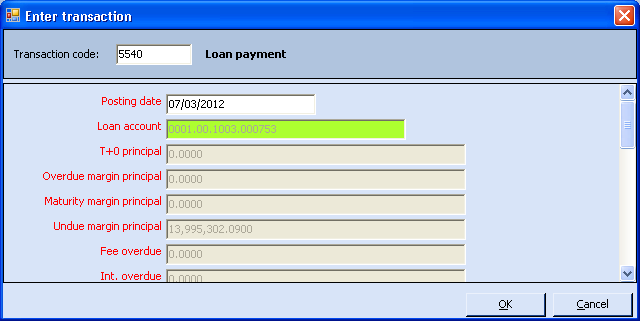 Enter transaction
Transaction code: 5540 Loan payment
Posting date 07/03/2012
Loan account 0001.00.1003.000753
T+0 principal 0.0000
Overdue margin principal 0.0000
Maturity margin principal 0.0000
Undue margin principal 13,995,302.0900
Fee overdue 0.0000
Int. overdue 0.0000
OK Cancel